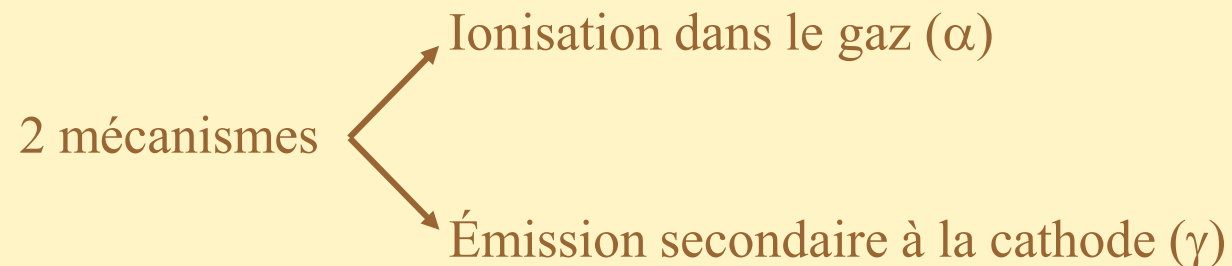 Ionisation dans le gaz (α)
2 mécanismes
Émission secondaire à la cathode (γ)